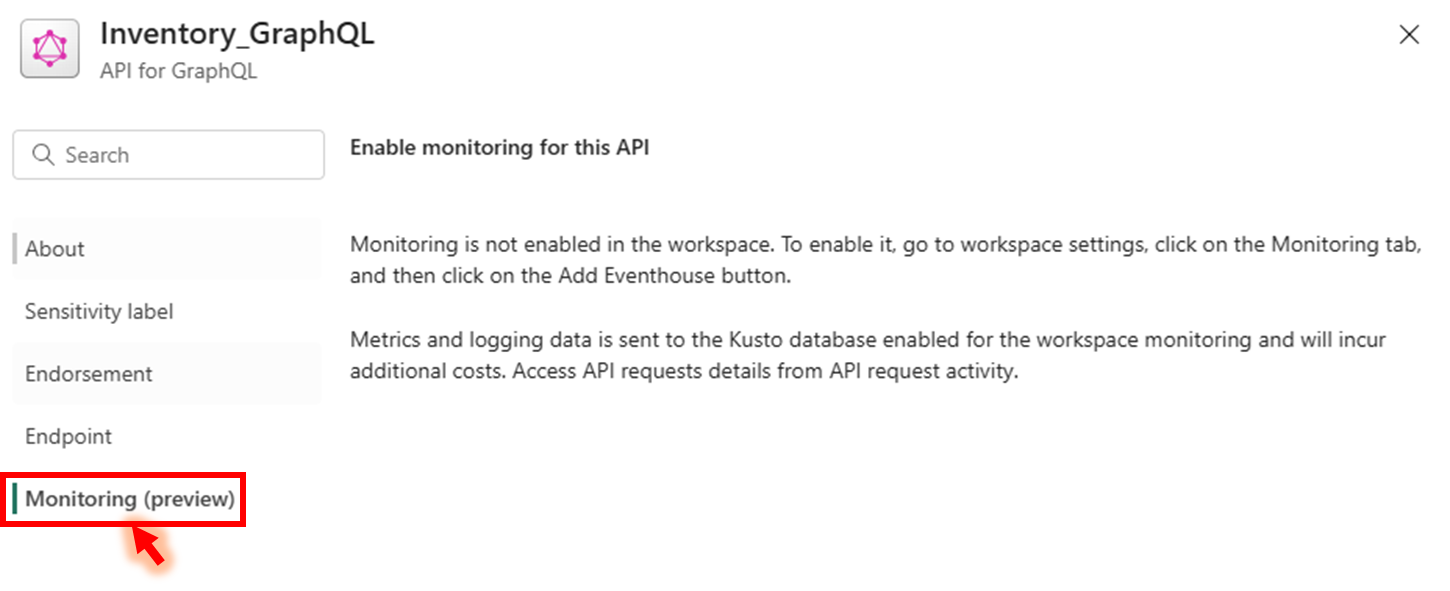 Inventory_GraphQL
API for GraphQL
Search
About
Sensitivity label
Endorsement
Endpoint
Monitoring (preview)
Enable monitoring for this API
Monitoring is not enabled in the workspace. To enable it, go to workspace settings, click on the Monitoring tab,
and then click on the Add Eventhouse button.
Metrics and logging data is sent to the Kusto database enabled for the workspace monitoring and will incur
additional costs. Access API requests details from API request activity.